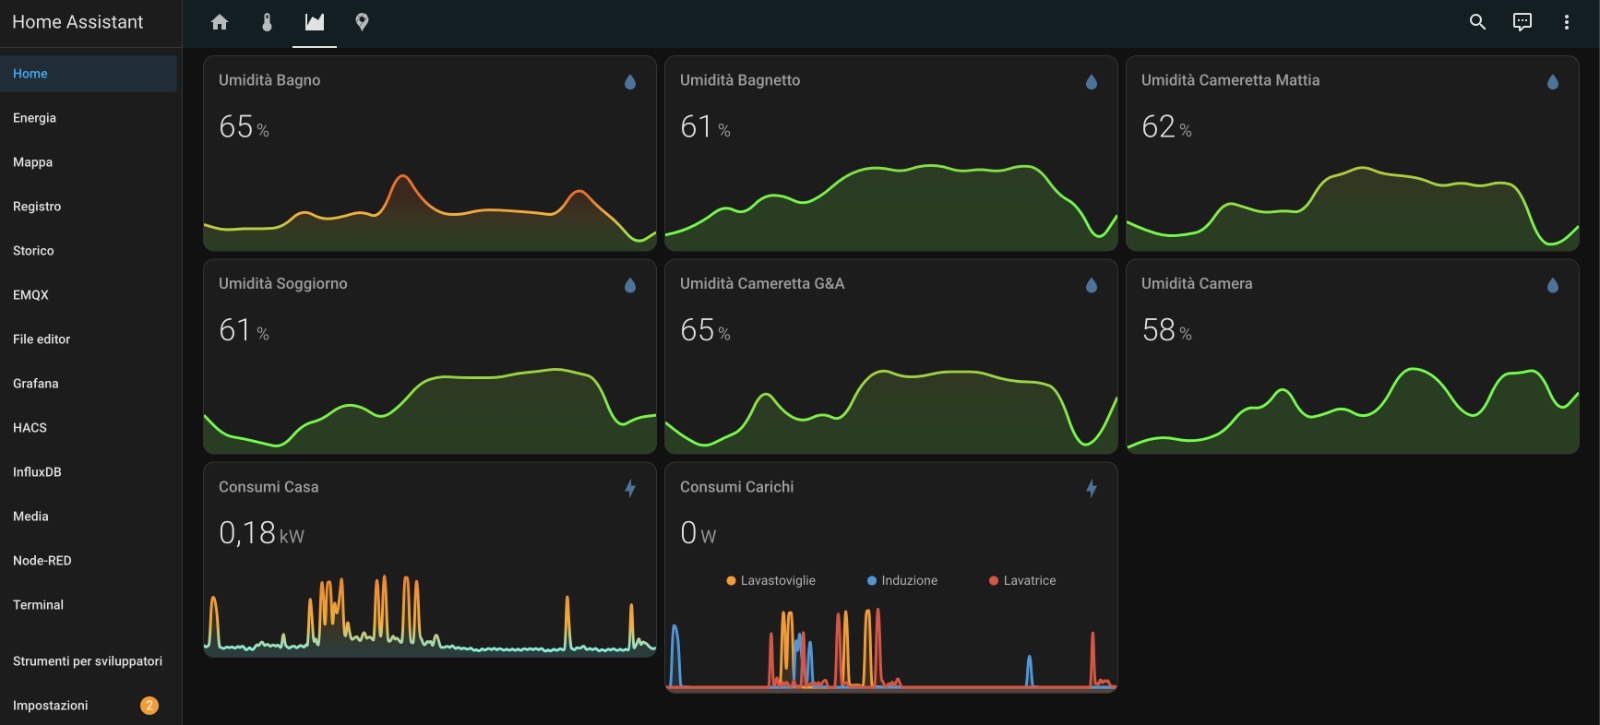 Home Assistant
Home
Energia
Mappa
Registro
Storico
EMQX
File editor
Grafana
HACS
InfluxDB
Media
Node-RED
Terminal
Strumenti per sviluppatori
Impostazioni 2
Umidità Bagno
65 %
Umidità Bagnetto
61 %
Umidità Cameretta Mattia
62 %
Umidità Soggiorno
61 %
Umidità Cameretta G&A
65 %
Umidità Camera
58 %
Consumi Casa
0,18 kW
Consumi Carichi
0 W
Lavastoviglie Induzione Lavatrice